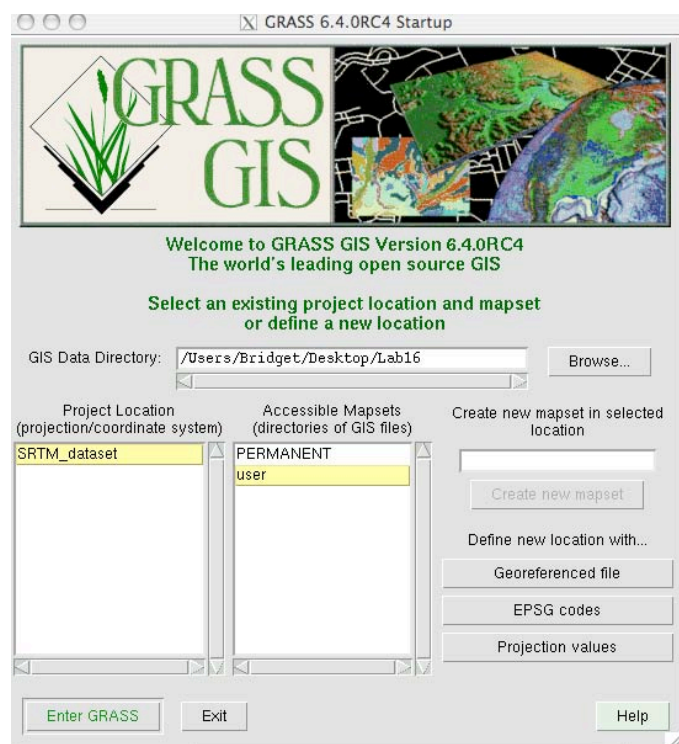 GRASS 6.4.0RC4 Startup
GRASS
GIS
Welcome to GRASS GIS Version 6.4.0RC4
The world's leading open source GIS
Select an existing project location and mapset
or define a new location
GIS Data Directory:
/Users/Bridget/Desktop/Lab16
Browse...
Project Location
(projection/coordinate system)
SRTM_dataset
Accessible Mapsets
(directories of GIS files)
PERMANENT
user
Create new mapset in selected
location
Create new mapset
Define new location with...
Georeferenced file
EPSG codes
Projection values
Enter GRASS
Exit
Help